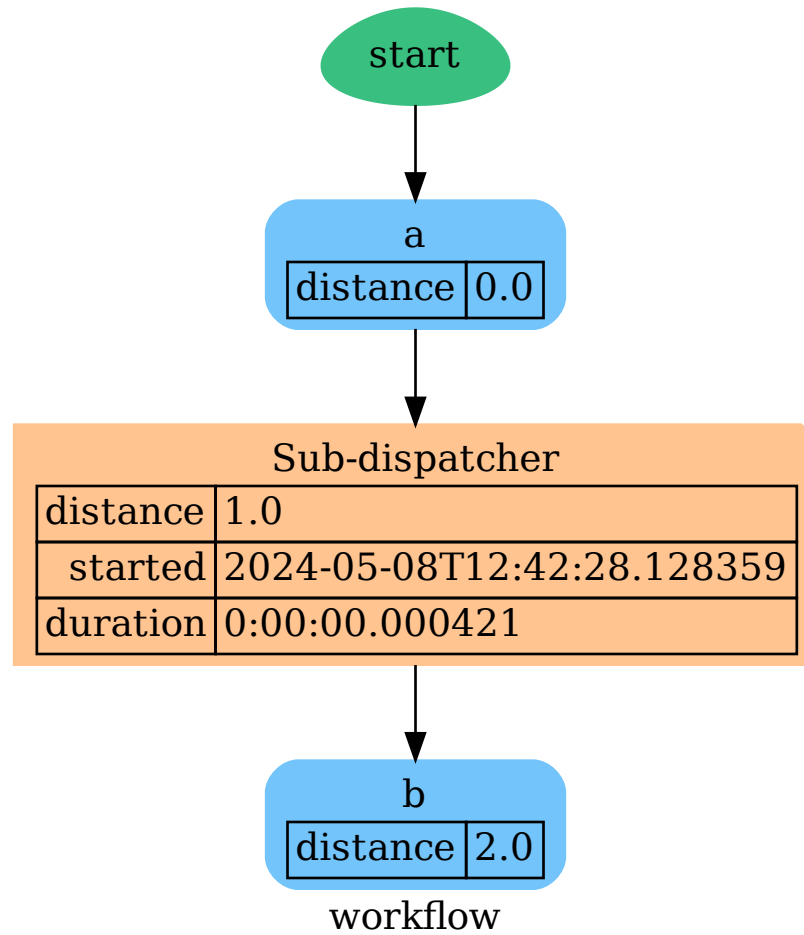 start
a
distance 0.0
Sub-dispatcher
distance 1.0
started 2024-05-08T12:42:28.128359
duration 0:00:00.000421
b
distance 2.0
workflow